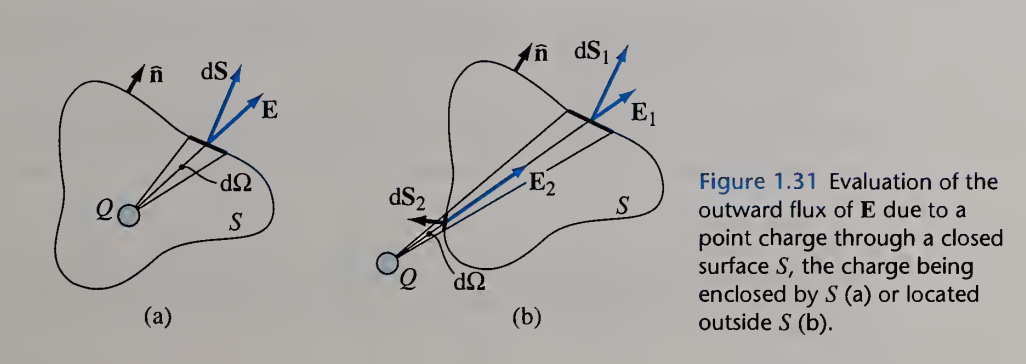 n̂
dS
E
dΩ
Q
S
(a)
n̂
dS₁
E₁
E₂
dS₂
S
Q
dΩ
(b)
Figure 1.31 Evaluation of the
outward flux of E due to a
point charge through a closed
surface S, the charge being
enclosed by S (a) or located
outside S (b).